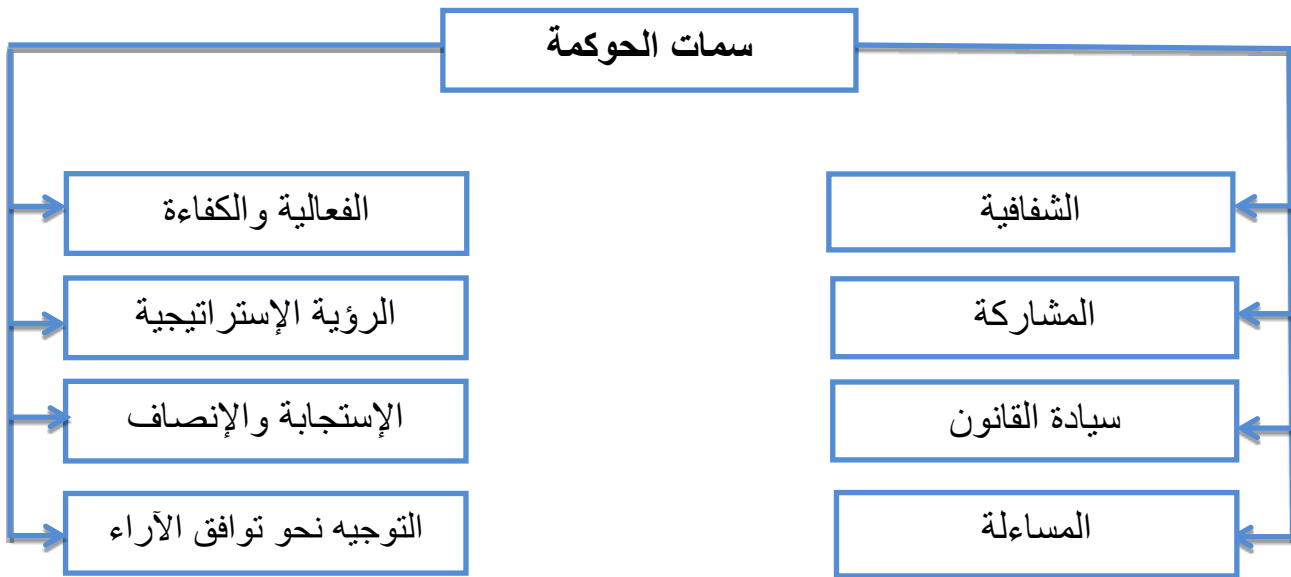 سمات الحوكمة
الشفافية
الفعالية والكفاءة
المشاركة
الرؤية الإستراتيجية
سيادة القانون
الإستجابة والإنصاف
المساءلة
التوجيه نحو توافق الآراء